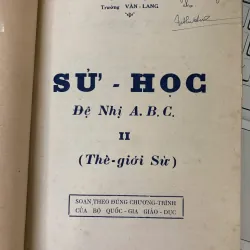 Trường VĂN-LANG
SỬ - HỌC
Đệ Nhị A.B.C.
II
(Thế-giới Sử)
SOẠN THEO ĐÚNG CHƯƠNG-TRÌNH
CỦA BỘ QUỐC-GIA GIÁO-DỤC